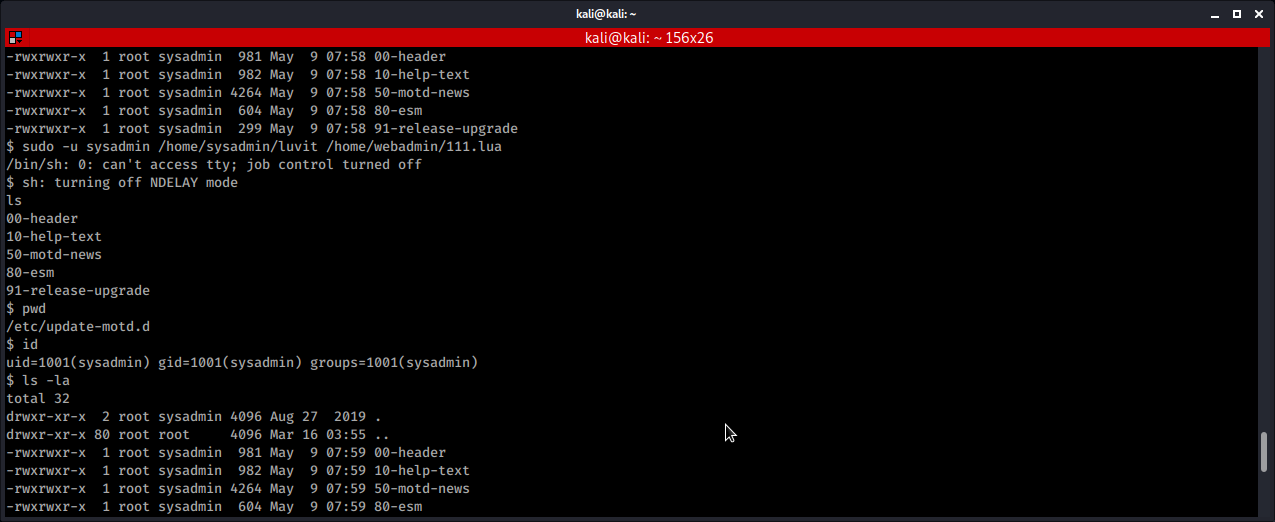 kali@kali: ~
kali@kali: ~ 156x26
-rwxrwxr-x  1 root sysadmin  981 May  9 07:58 00-header
-rwxrwxr-x  1 root sysadmin  982 May  9 07:58 10-help-text
-rwxrwxr-x  1 root sysadmin 4264 May  9 07:58 50-motd-news
-rwxrwxr-x  1 root sysadmin  604 May  9 07:58 80-esm
-rwxrwxr-x  1 root sysadmin  299 May  9 07:58 91-release-upgrade
$ sudo -u sysadmin /home/sysadmin/luvit /home/webadmin/111.lua
/bin/sh: 0: can't access tty; job control turned off
$ sh: turning off NDELAY mode
ls
00-header
10-help-text
50-motd-news
80-esm
91-release-upgrade
$ pwd
/etc/update-motd.d
$ id
uid=1001(sysadmin) gid=1001(sysadmin) groups=1001(sysadmin)
$ ls -la
total 32
drwxr-xr-x  2 root sysadmin 4096 Aug 27  2019 .
drwxr-xr-x 80 root root     4096 Mar 16 03:55 ..
-rwxrwxr-x  1 root sysadmin  981 May  9 07:59 00-header
-rwxrwxr-x  1 root sysadmin  982 May  9 07:59 10-help-text
-rwxrwxr-x  1 root sysadmin 4264 May  9 07:59 50-motd-news
-rwxrwxr-x  1 root sysadmin  604 May  9 07:59 80-esm